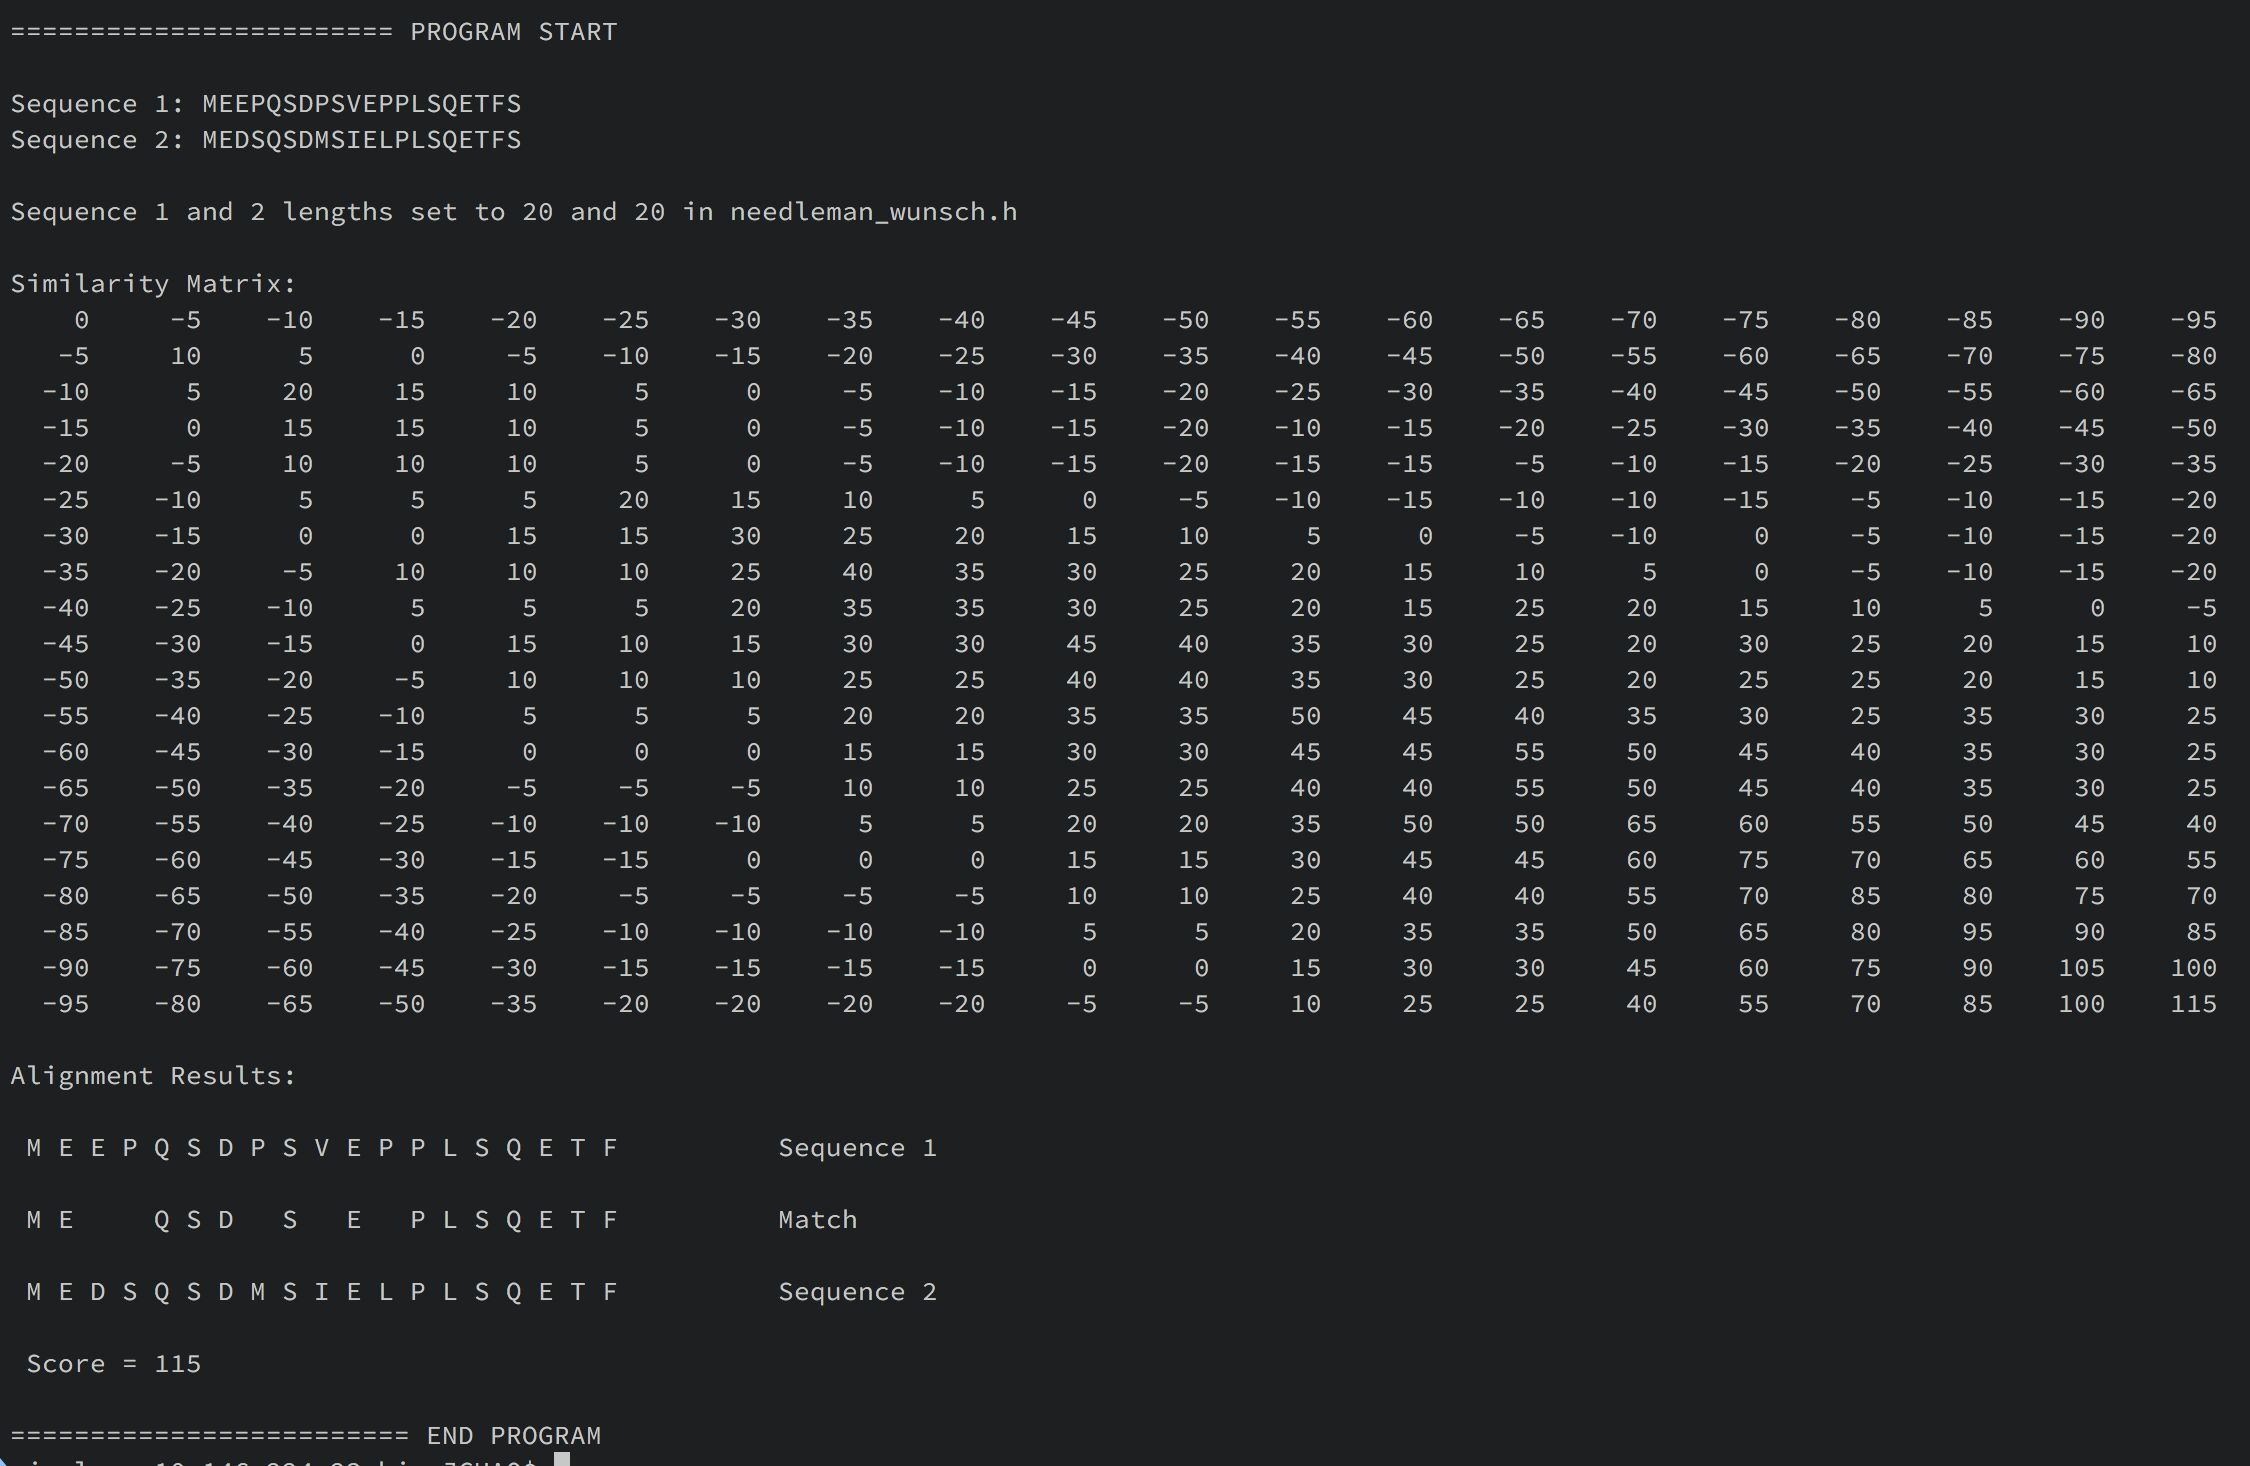 ======================== PROGRAM START
Sequence 1: MEEPQSDPSVEPPLSQETFS
Sequence 2: MEDSQSDMSIELPLSQETFS
Sequence 1 and 2 lengths set to 20 and 20 in needleman_wunsch.h
Similarity Matrix:
0 -5 -10 -15 -20 -25 -30 -35 -40 -45 -50 -55 -60 -65 -70 -75 -80 -85 -90 -95
-5 10 5 0 -5 -10 -15 -20 -25 -30 -35 -40 -45 -50 -55 -60 -65 -70 -75 -80
-10 5 20 15 10 5 0 -5 -10 -15 -20 -25 -30 -35 -40 -45 -50 -55 -60 -65
-15 0 15 15 10 5 0 -5 -10 -15 -20 -10 -15 -20 -25 -30 -35 -40 -45 -50
-20 -5 10 10 10 5 0 -5 -10 -15 -20 -15 -15 -5 -10 -15 -20 -25 -30 -35
-25 -10 5 5 5 20 15 10 5 0 -5 -10 -15 -10 -10 -15 -5 -10 -15 -20
-30 -15 0 0 15 15 30 25 20 15 10 5 0 -5 -10 0 -5 -10 -15 -20
-35 -20 -5 10 10 10 25 40 35 30 25 20 15 10 5 0 -5 -10 -15 -20
-40 -25 -10 5 5 5 20 35 35 30 25 20 15 25 20 15 10 5 0 -5
-45 -30 -15 0 15 10 15 30 30 45 40 35 30 25 20 30 25 20 15 10
-50 -35 -20 -5 10 10 10 25 25 40 40 35 30 25 20 25 25 20 15 10
-55 -40 -25 -10 5 5 5 20 20 35 35 50 45 40 35 30 25 35 30 25
-60 -45 -30 -15 0 0 0 15 15 30 30 45 45 55 50 45 40 35 30 25
-65 -50 -35 -20 -5 -5 -5 10 10 25 25 40 40 55 50 45 40 35 30 25
-70 -55 -40 -25 -10 -10 -10 5 5 20 20 35 50 50 65 60 55 50 45 40
-75 -60 -45 -30 -15 -15 0 0 0 15 15 30 45 45 60 75 70 65 60 55
-80 -65 -50 -35 -20 -5 -5 -5 -5 10 10 25 40 40 55 70 85 80 75 70
-85 -70 -55 -40 -25 -10 -10 -10 -10 5 5 20 35 35 50 65 80 95 90 85
-90 -75 -60 -45 -30 -15 -15 -15 -15 0 0 15 30 30 45 60 75 90 105 100
-95 -80 -65 -50 -35 -20 -20 -20 -20 -5 -5 10 25 25 40 55 70 85 100 115
Alignment Results:
M E E P Q S D P S V E P P L S Q E T F Sequence 1
M E Q S D S E P L S Q E T F Match
M E D S Q S D M S I E L P L S Q E T F Sequence 2
Score = 115
========================= END PROGRAM